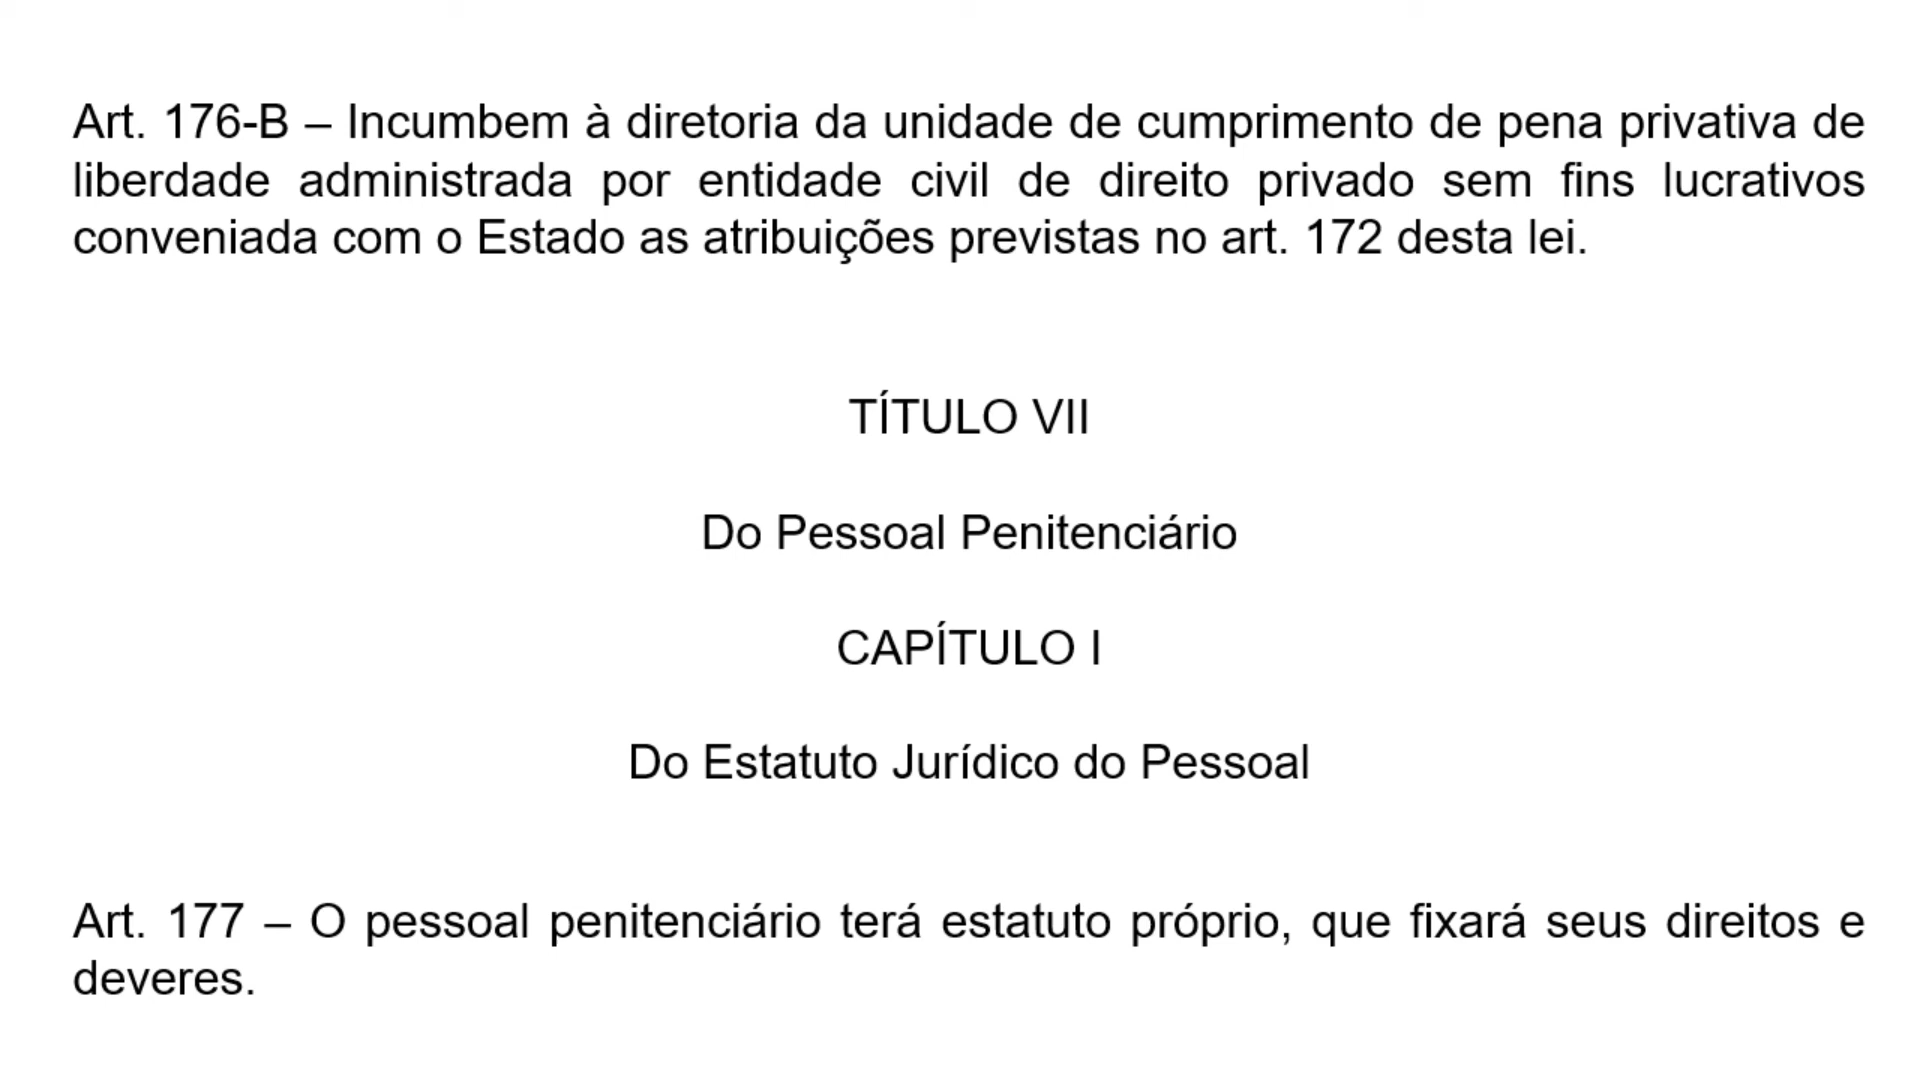 Art. 176-B – Incumbem à diretoria da unidade de cumprimento de pena privativa de
liberdade administrada por entidade civil de direito privado sem fins lucrativos
conveniada com o Estado as atribuições previstas no art. 172 desta lei.
TÍTULO VII
Do Pessoal Penitenciário
CAPÍTULO I
Do Estatuto Jurídico do Pessoal
Art. 177 – O pessoal penitenciário terá estatuto próprio, que fixará seus direitos e
deveres.